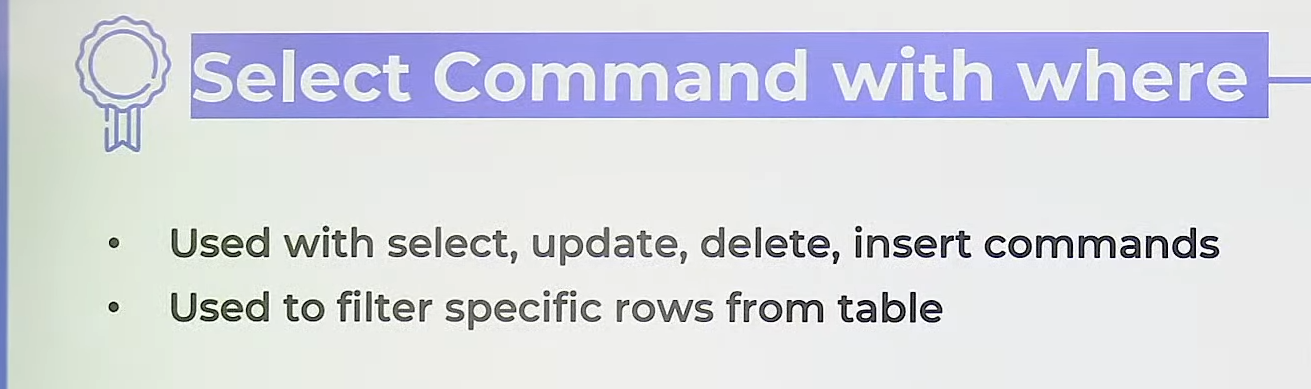 Select Command with where
• Used with select, update, delete, insert commands
• Used to filter specific rows from table